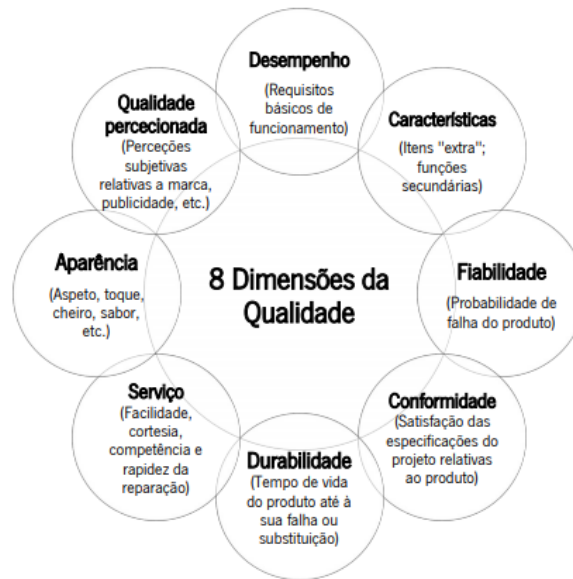 Desempenho
(Requisitos
básicos de
funcionamento)
Características
(Itens "extra";
funções
secundárias)
Fiabilidade
(Probabilidade de
falha do produto)
Conformidade
(Satisfação das
especificações do
projeto relativas
ao produto)
Durabilidade
(Tempo de vida
do produto até à
sua falha ou
substituição)
Serviço
(Facilidade,
cortesia,
competência e
rapidez da
reparação)
Aparência
(Aspeto, toque,
cheiro, sabor,
etc.)
Qualidade
percecionada
(Perceções
subjetivas
relativas a marca,
publicidade, etc.)
8 Dimensões da
Qualidade